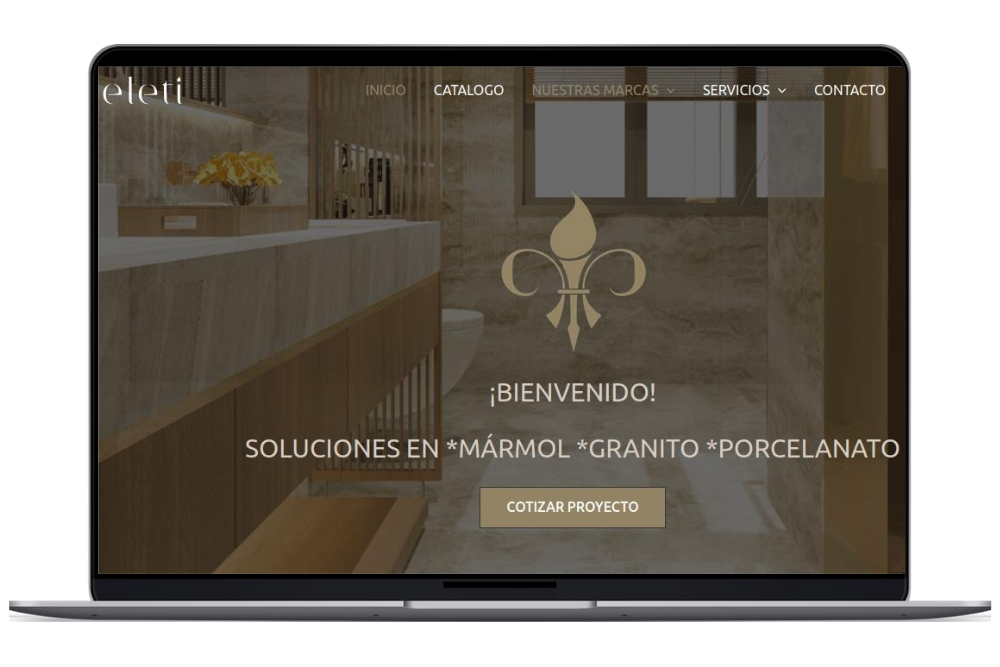 eleti
INICIO CATALOGO NUESTRAS MARCAS SERVICIOS CONTACTO
¡BIENVENIDO!
SOLUCIONES EN *MÁRMOL *GRANITO *PORCELANATO
COTIZAR PROYECTO